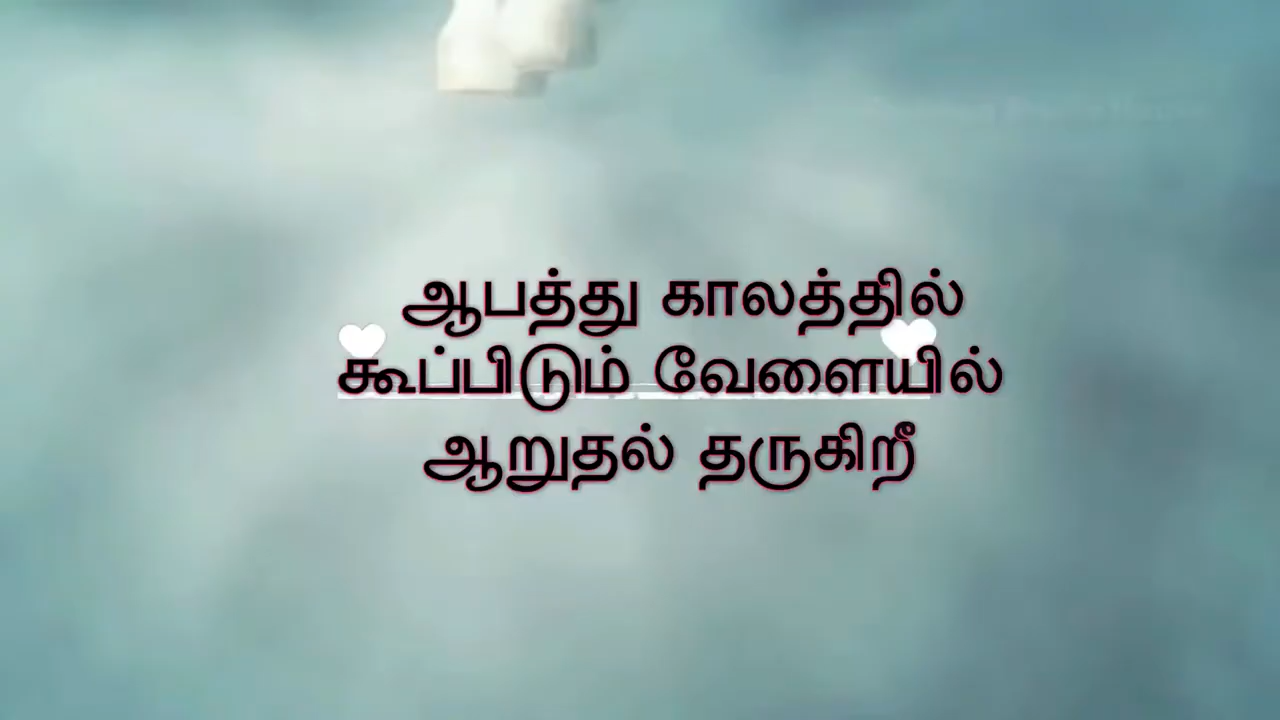 ஆபத்து காலத்தில்
கூப்பிடும் வேளையில்
ஆறுதல் தருகிறீ